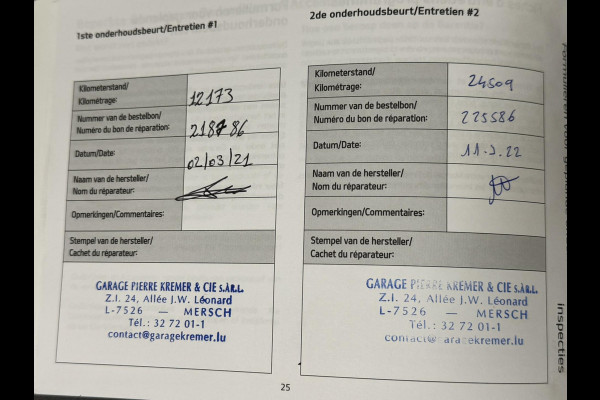 1ste onderhoudsbeurt/Entretien #1
Kilometerstand/
Kilométrage:
12173
Nummer van de bestelbon/
Numéro du bon de réparation:
218786
Datum/Date:
02/03/21
Naam van de hersteller/
Nom du réparateur:
Opmerkingen/Commentaires:
Stempel van de hersteller/
Cachet du réparateur:
GARAGE PIERRE KREMER & CIE S.À R.L.
Z.I. 24, Allée J.W. Léonard
L-7526 — MERSCH
Tél.: 32 72 01-1
contact@garagekremer.lu
2de onderhoudsbeurt/Entretien #2
Kilometerstand/
Kilométrage:
24509
Nummer van de bestelbon/
Numéro du bon de réparation:
225586
Datum/Date:
Naam van de hersteller/
Nom du réparateur:
Opmerkingen/Commentaires:
Stempel van de hersteller/
Cachet du réparateur:
GARAGE PIERRE KREMER & CIE S.À R.L.
Z.I. 24, Allée J.W. Léonard
L-7526 — MERSCH
Tél.: 32 72 01-1
contact@garagekremer.lu
25
inspecties